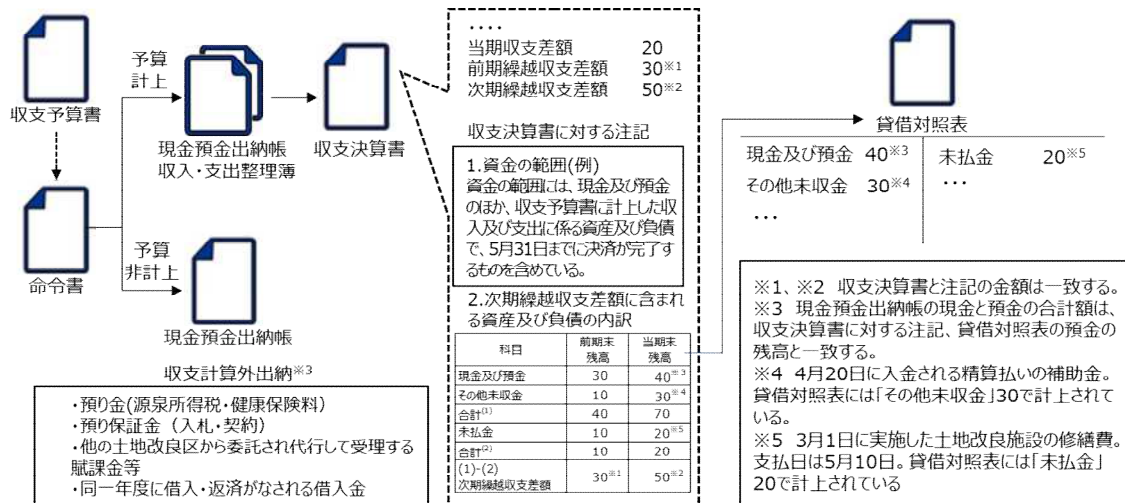 収支予算書
命令書
予算
計上
現金預金出納帳
収入・支出整理簿
収支決算書
予算
非計上
現金預金出納帳
収支計算外出納※3
・預り金(源泉所得税・健康保険料)
・預り保証金（入札・契約）
・他の土地改良区から委託され代行して受理する
賦課金等
・同一年度に借入・返済がなされる借入金
‥‥
当期収支差額 20
前期繰越収支差額 30※1
次期繰越収支差額 50※2
収支決算書に対する注記
1.資金の範囲(例)
資金の範囲には、現金及び預金
のほか、収支予算書に計上した収
入及び支出に係る資産及び負債
で、5月31日までに決済が完了す
るものを含めている。
2.次期繰越収支差額に含まれ
る資産及び負債の内訳
科目 前期末残高 当期末残高
現金及び預金 30 40※3
その他未収金 10 30※4
合計(1) 40 70
未払金 10 20※5
合計(2) 10 20
(1)-(2)
次期繰越収支差額 30※1 50※2
貸借対照表
現金及び預金 40※3 未払金 20※5
その他未収金 30※4 …
…
※1、※2 収支決算書と注記の金額は一致する。
※3 現金預金出納帳の現金と預金の合計額は、
収支決算書に対する注記、貸借対照表の預金の
残高と一致する。
※4 4月20日に入金される精算払いの補助金。
貸借対照表には「その他未収金」30で計上されて
いる。
※5 3月1日に実施した土地改良施設の修繕費。
支払日は5月10日。貸借対照表には「未払金」
20で計上されている